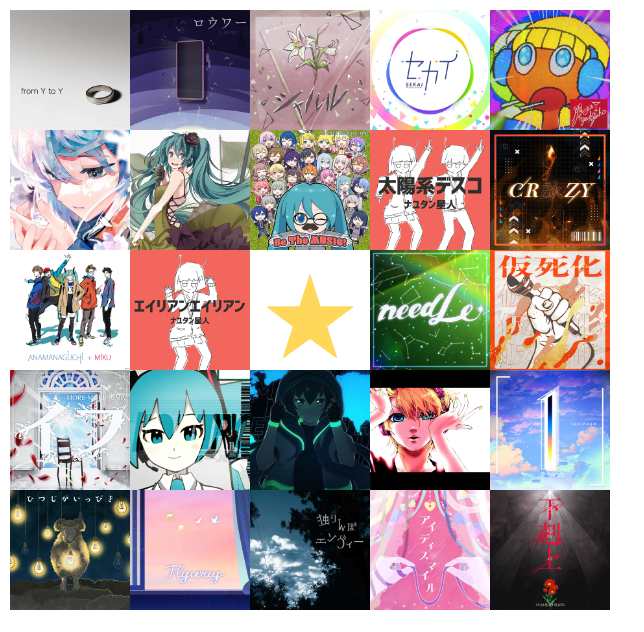 from Y to Y
ロウワー
シャルル
セカイ
SEKAI
Be The MUSIC!
太陽系デスコ
ナユタン星人
CR ZY
ANAMANAGUCHI + MIKU
エイリアンエイリアン
ナユタン星人
needLe
仮死化
イフ
ひつじがいっぴき
Flyway
独りんぼ
エンヴィー
アイディスマイル
下剋上